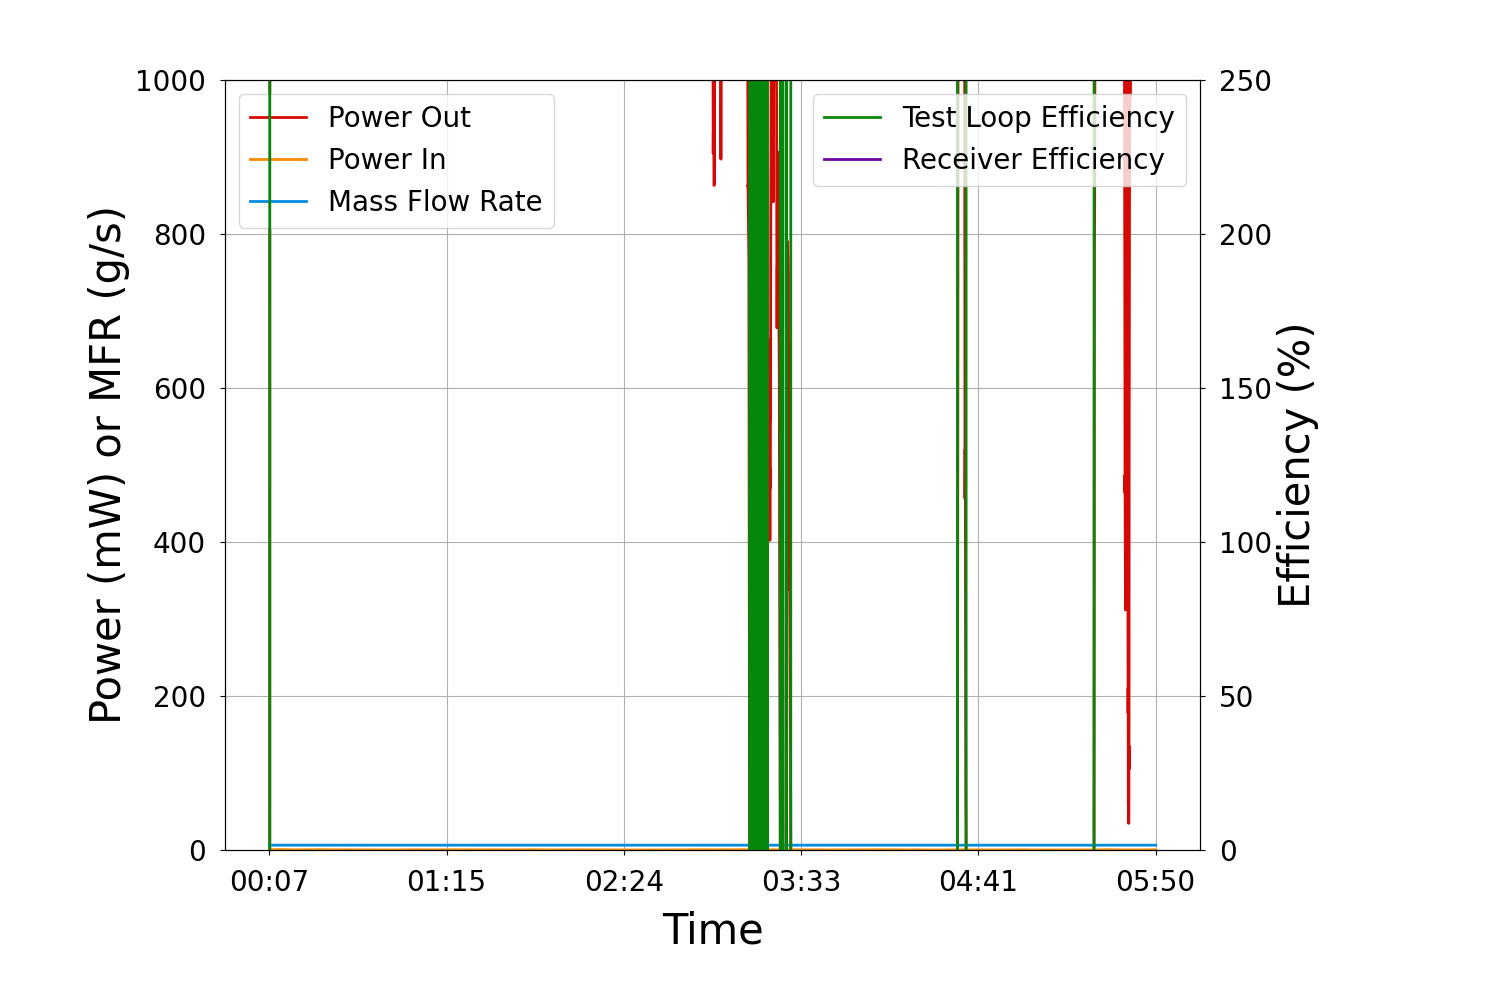 1000
800
600
400
200
0
Power (mW) or MFR (g/s)
Power Out
Power In
Mass Flow Rate
Test Loop Efficiency
Receiver Efficiency
250
200
150
100
50
0
Efficiency (%)
00:07 01:15 02:24 03:33 04:41 05:50
Time